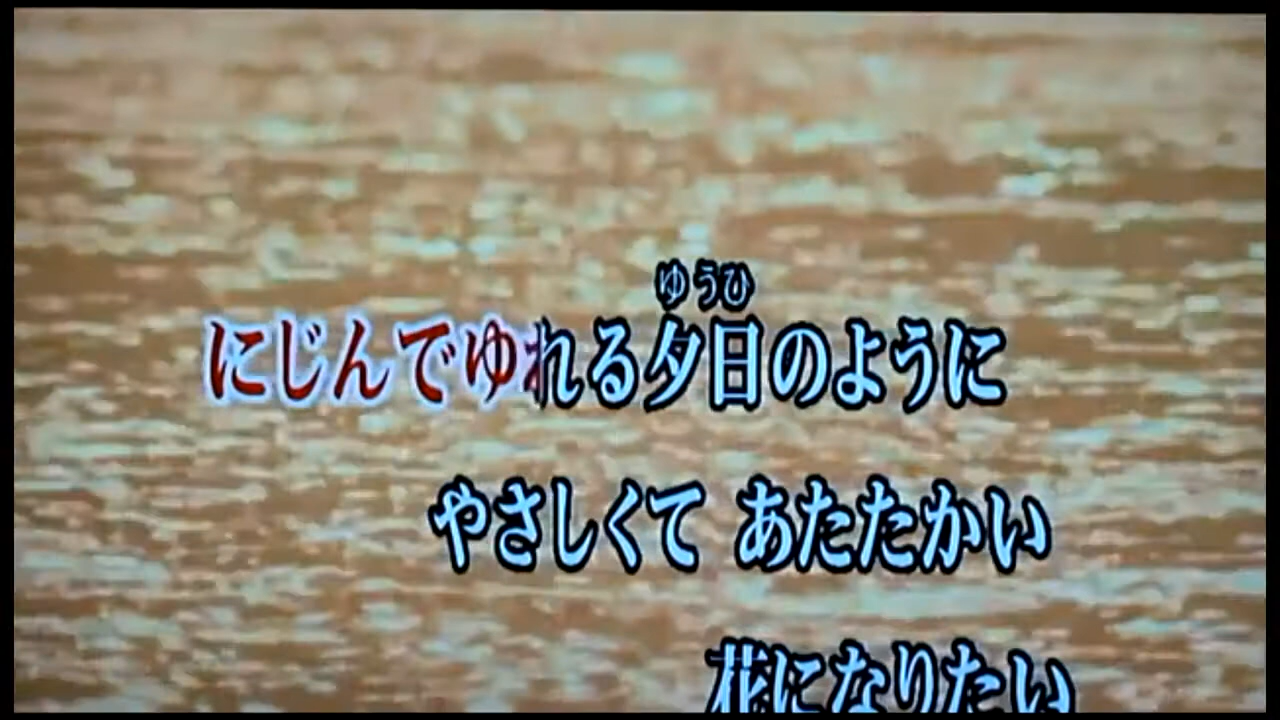 ゆうひ
にじんでゆれる夕日のように
やさしくて あたたかい
花になりたい